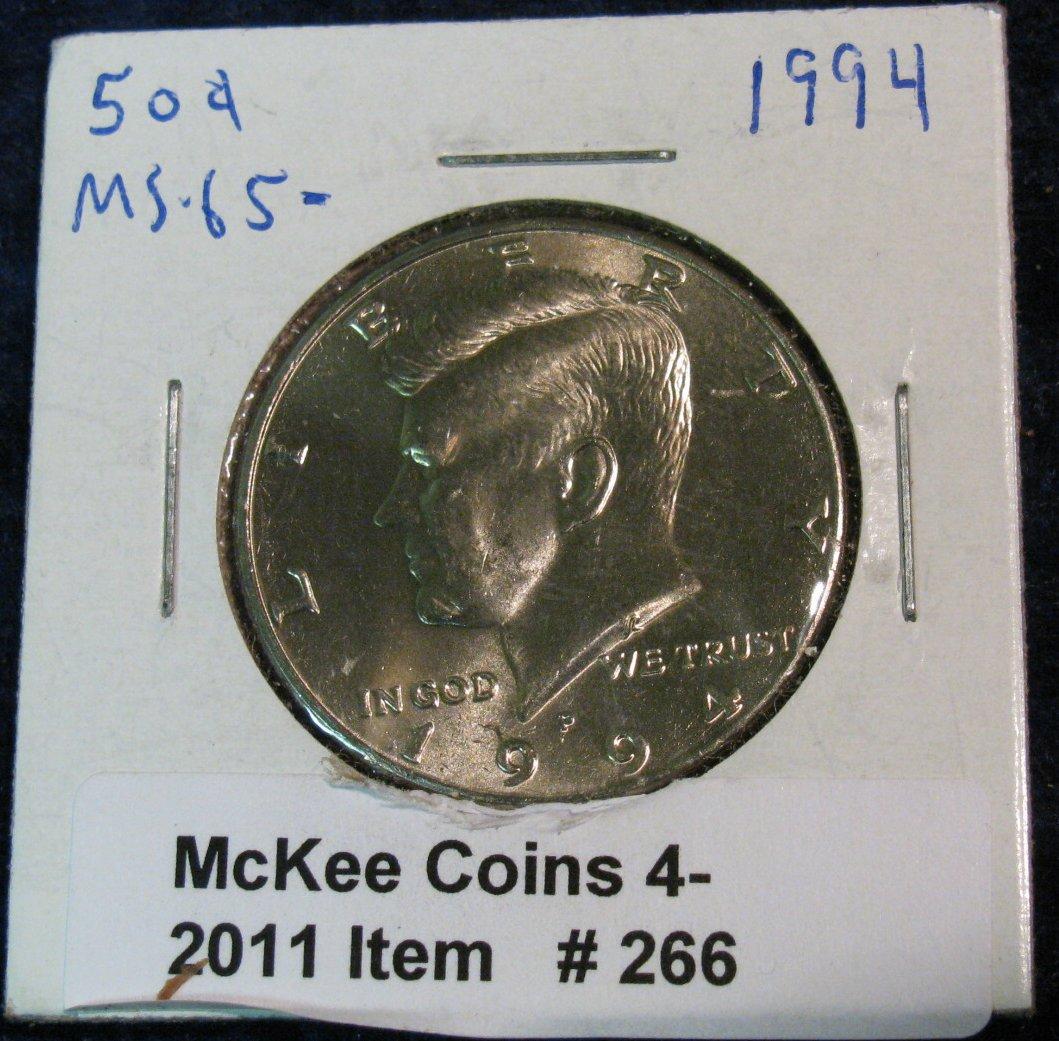 50¢ 1994
MS-65-
LIBERTY
IN GOD WE TRUST
P
1994
McKee Coins 4-
2011 Item # 266